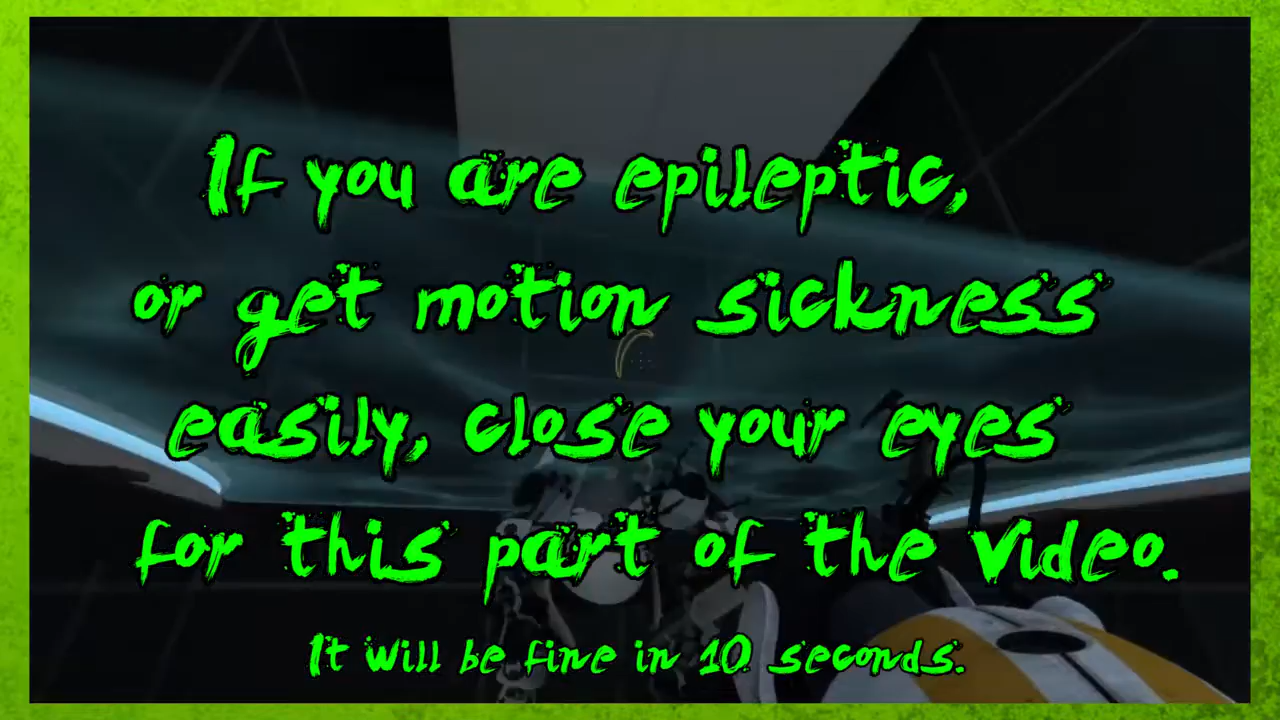 If you are epileptic,
or get motion sickness
easily, close your eyes
for this part of the video.
It will be fine in 10 seconds.